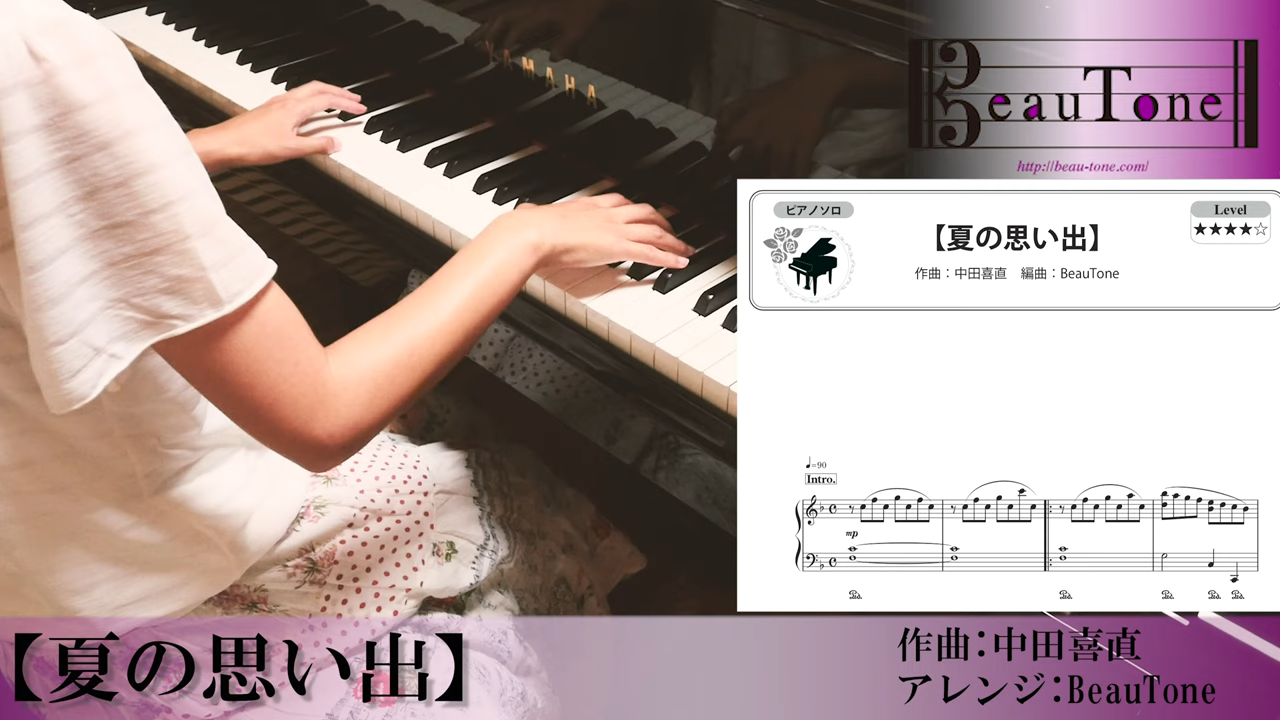 YAMAHA
BeauTone
http://beau-tone.com/
ピアノソロ
【夏の思い出】
作曲：中田喜直　編曲：BeauTone
Level
★★★★☆
♩=90
Intro.
mp
【夏の思い出】
作曲：中田喜直
アレンジ：BeauTone